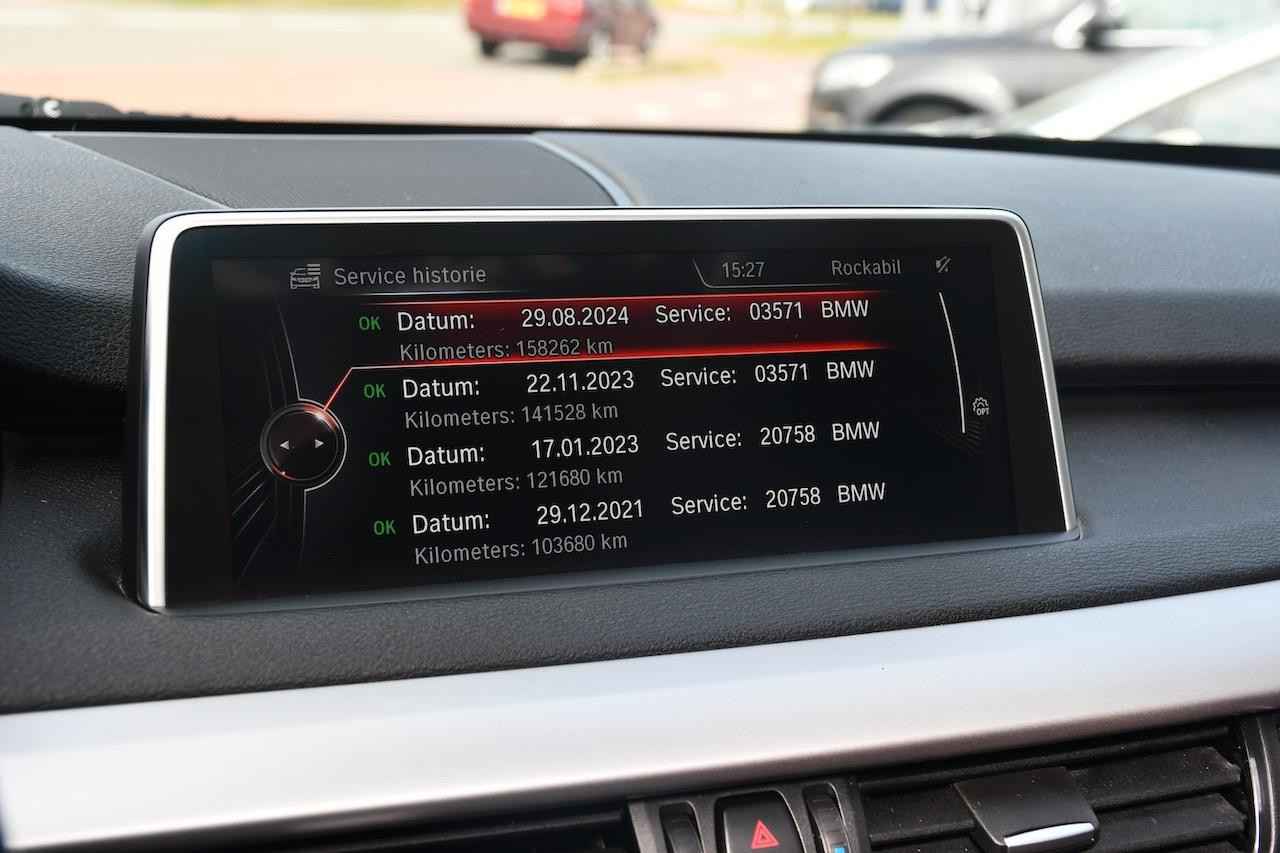 Service historie 15:27 Rockabil
OK Datum: 29.08.2024 Service: 03571 BMW
Kilometers: 158262 km
OK Datum: 22.11.2023 Service: 03571 BMW
Kilometers: 141528 km
OK Datum: 17.01.2023 Service: 20758 BMW
Kilometers: 121680 km
OK Datum: 29.12.2021 Service: 20758 BMW
Kilometers: 103680 km
OPT